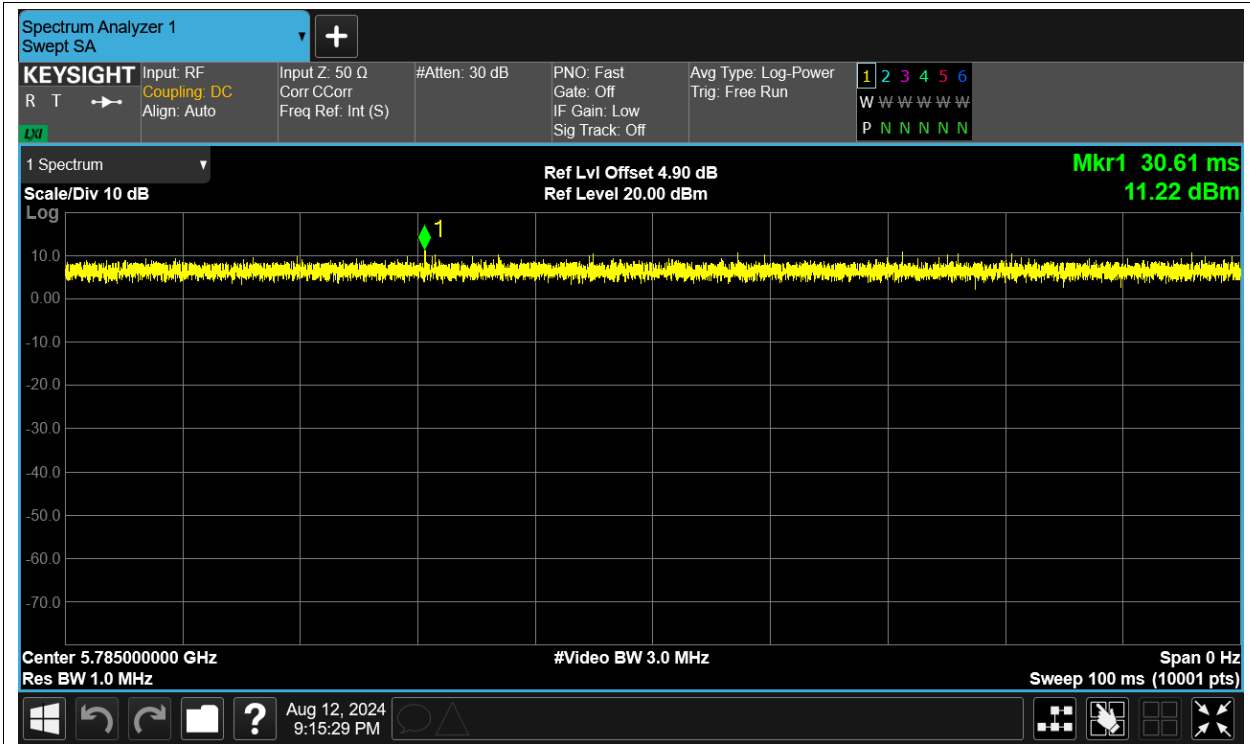 Spectrum Analyzer 1
Swept SA
+
KEYSIGHT
R T
LXI
Input: RF
Coupling: DC
Align: Auto
Input Z: 50 Ω
Corr CCorr
Freq Ref: Int (S)
#Atten: 30 dB
PNO: Fast
Gate: Off
IF Gain: Low
Sig Track: Off
Avg Type: Log-Power
Trig: Free Run
1 2 3 4 5 6
W W W W W W
P N N N N N
1 Spectrum
Scale/Div 10 dB
Ref Lvl Offset 4.90 dB
Ref Level 20.00 dBm
Mkr1 30.61 ms
11.22 dBm
Log
1
10.0
0.00
-10.0
-20.0
-30.0
-40.0
-50.0
-60.0
-70.0
Center 5.785000000 GHz
#Video BW 3.0 MHz
Span 0 Hz
Res BW 1.0 MHz
Sweep 100 ms (10001 pts)
?
Aug 12, 2024
9:15:29 PM